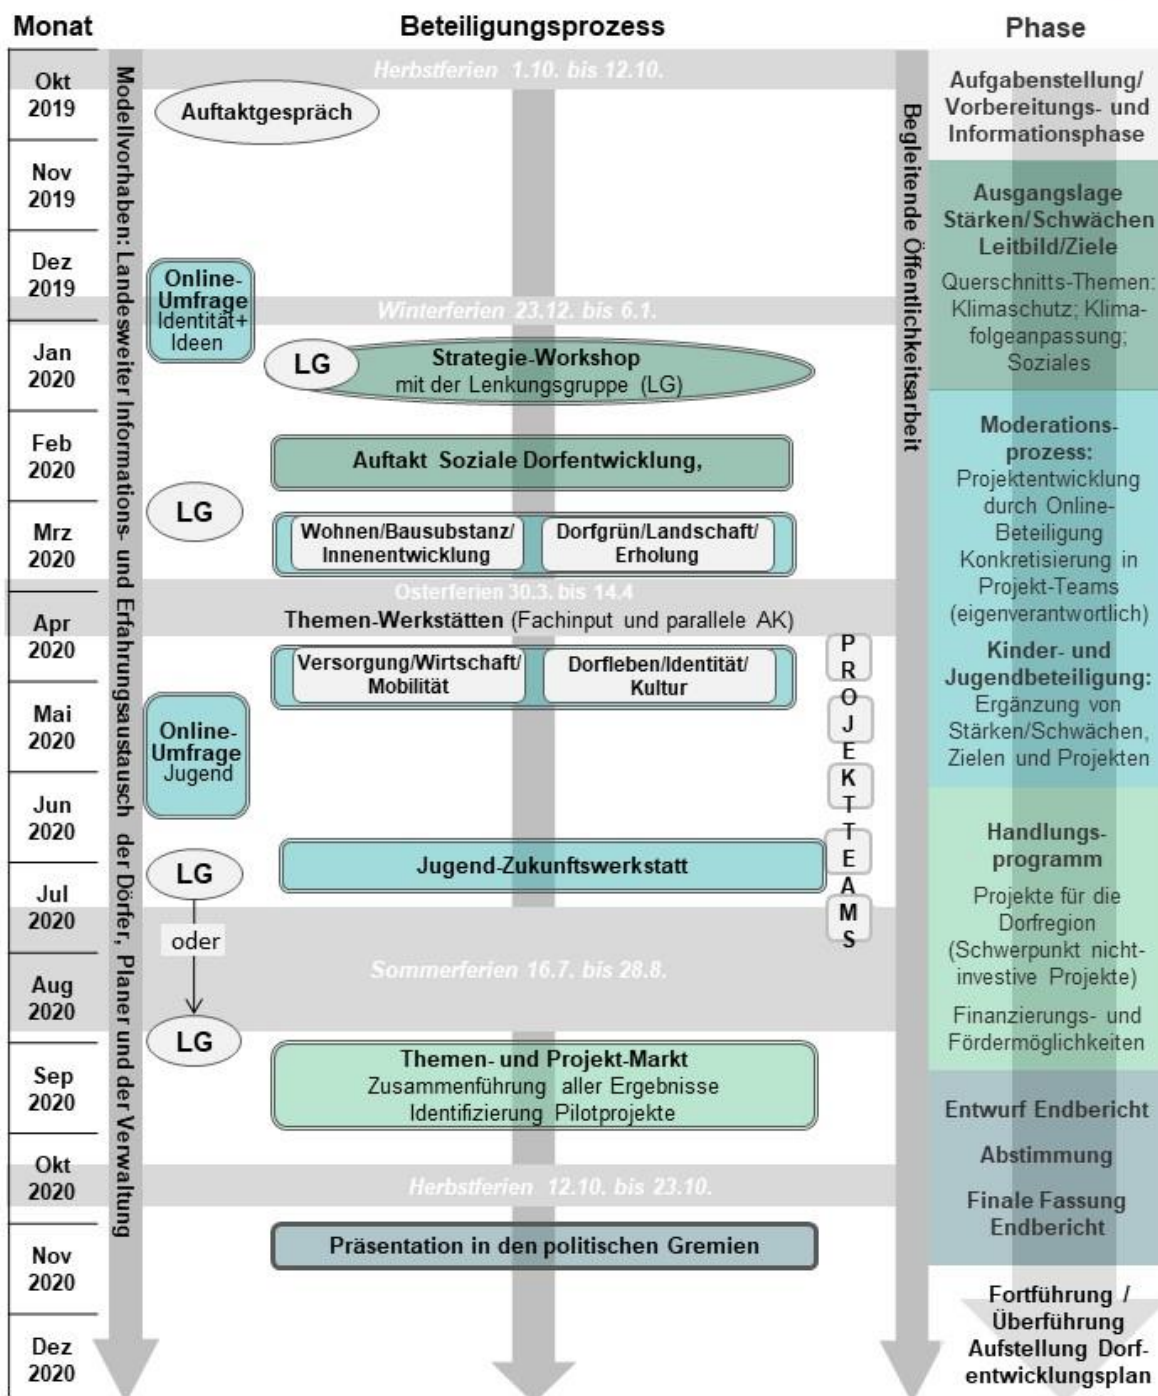 Monat
Beteiligungsprozess
Phase
Okt
2019
Nov
2019
Dez
2019
Jan
2020
Feb
2020
Mrz
2020
Apr
2020
Mai
2020
Jun
2020
Jul
2020
Aug
2020
Sep
2020
Okt
2020
Nov
2020
Dez
2020
Modellvorhaben: Landesweiter Informations- und Erfahrungsaustausch der Dörfer, Planer und der Verwaltung
Herbstferien 1.10. bis 12.10.
Auftaktgespräch
Online-
Umfrage
Identität+
Ideen
Winterferien 23.12. bis 6.1.
LG
Strategie-Workshop
mit der Lenkungsgruppe (LG)
Auftakt Soziale Dorfentwicklung,
LG
Wohnen/Bausubstanz/
Innenentwicklung
Dorfgrün/Landschaft/
Erholung
Osterferien 30.3. bis 14.4
Themen-Werkstätten (Fachinput und parallele AK)
Versorgung/Wirtschaft/
Mobilität
Dorfleben/Identität/
Kultur
Online-
Umfrage
Jugend
PROJEKTTEAMS
Jugend-Zukunftswerkstatt
LG
oder
LG
Sommerferien 16.7. bis 28.8.
Themen- und Projekt-Markt
Zusammenführung aller Ergebnisse
Identifizierung Pilotprojekte
Herbstferien 12.10. bis 23.10.
Präsentation in den politischen Gremien
Begleitende Öffentlichkeitsarbeit
Aufgabenstellung/
Vorbereitungs- und
Informationsphase
Ausgangslage
Stärken/Schwächen
Leitbild/Ziele
Querschnitts-Themen:
Klimaschutz; Klima-
folgeanpassung;
Soziales
Moderations-
prozess:
Projektentwicklung
durch Online-
Beteiligung
Konkretisierung in
Projekt-Teams
(eigenverantwortlich)
Kinder- und
Jugendbeteiligung:
Ergänzung von
Stärken/Schwächen,
Zielen und Projekten
Handlungs-
programm
Projekte für die
Dorfregion
(Schwerpunkt nicht-
investive Projekte)
Finanzierungs- und
Fördermöglichkeiten
Entwurf Endbericht
Abstimmung
Finale Fassung
Endbericht
Fortführung /
Überführung
Aufstellung Dorf-
entwicklungsplan